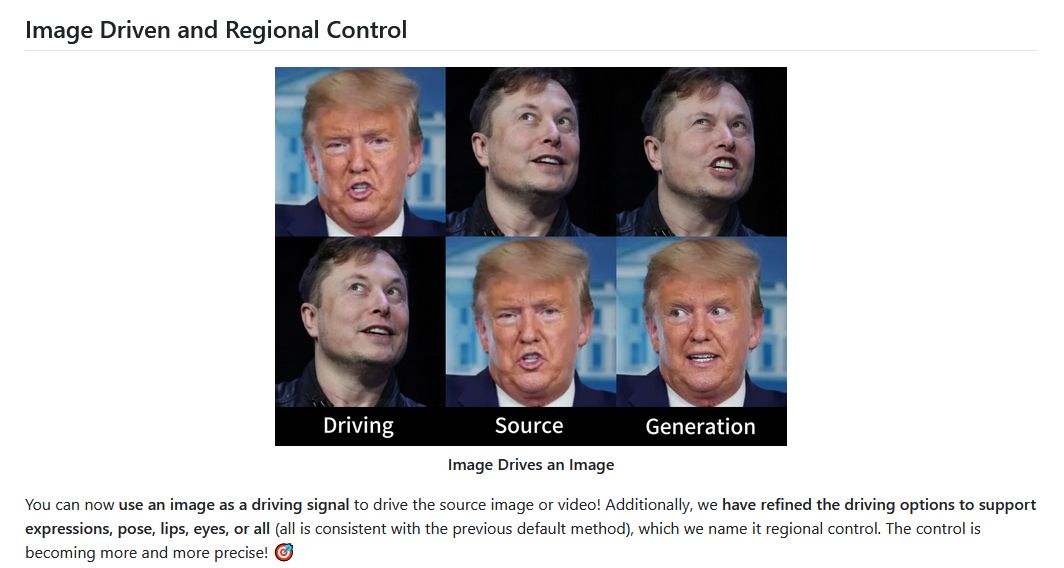 Image Driven and Regional Control
Driving Source Generation
Image Drives an Image
You can now use an image as a driving signal to drive the source image or video! Additionally, we have refined the driving options to support
expressions, pose, lips, eyes, or all (all is consistent with the previous default method), which we name it regional control. The control is
becoming more and more precise! 🎯